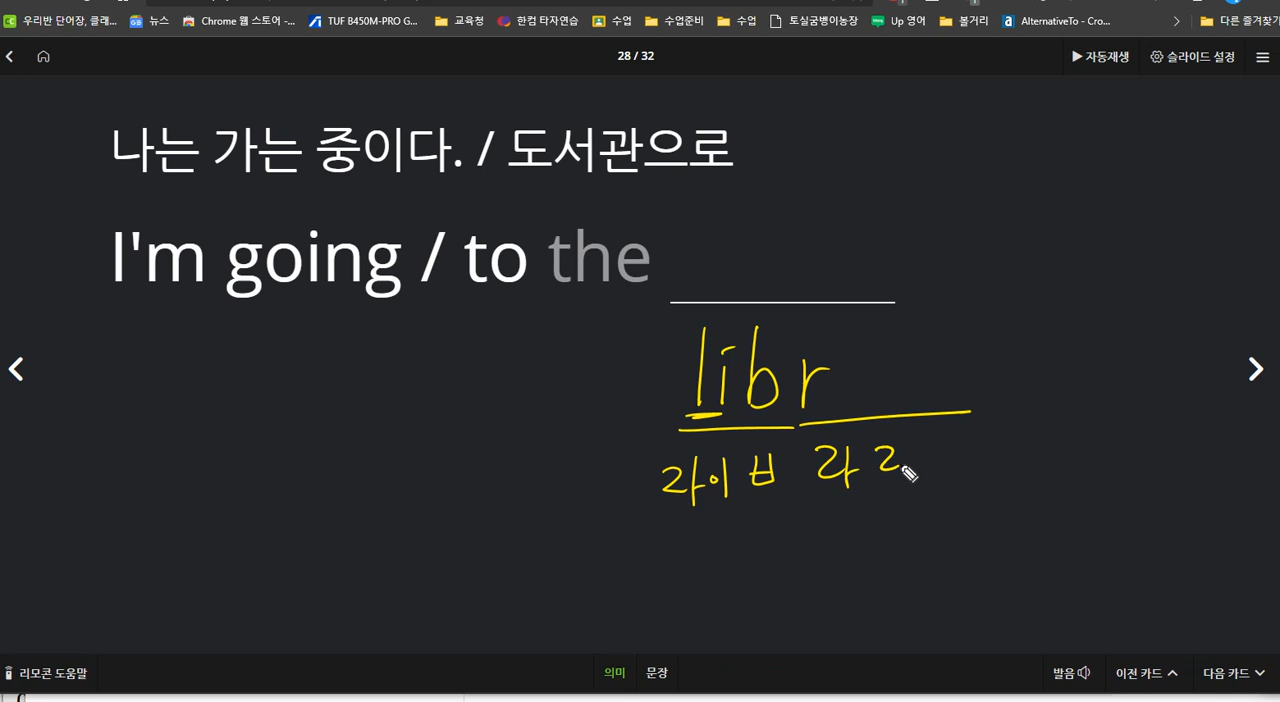 우리반 단어장, 클래... 뉴스 Chrome 웹 스토어 -... TUF B450M-PRO G... 교육청 한컴 타자연습 수업 수업준비 수업 토실굼벵이농장 Up 영어 볼거리 AlternativeTo - Cro... 다른 즐겨찾기
28 / 32 자동재생 슬라이드 설정
나는 가는 중이다. / 도서관으로
I'm going / to the
libr
라이 ㅂ 라 ㄹ
리모콘 도움말 의미 문장 발음 이전 카드 다음 카드